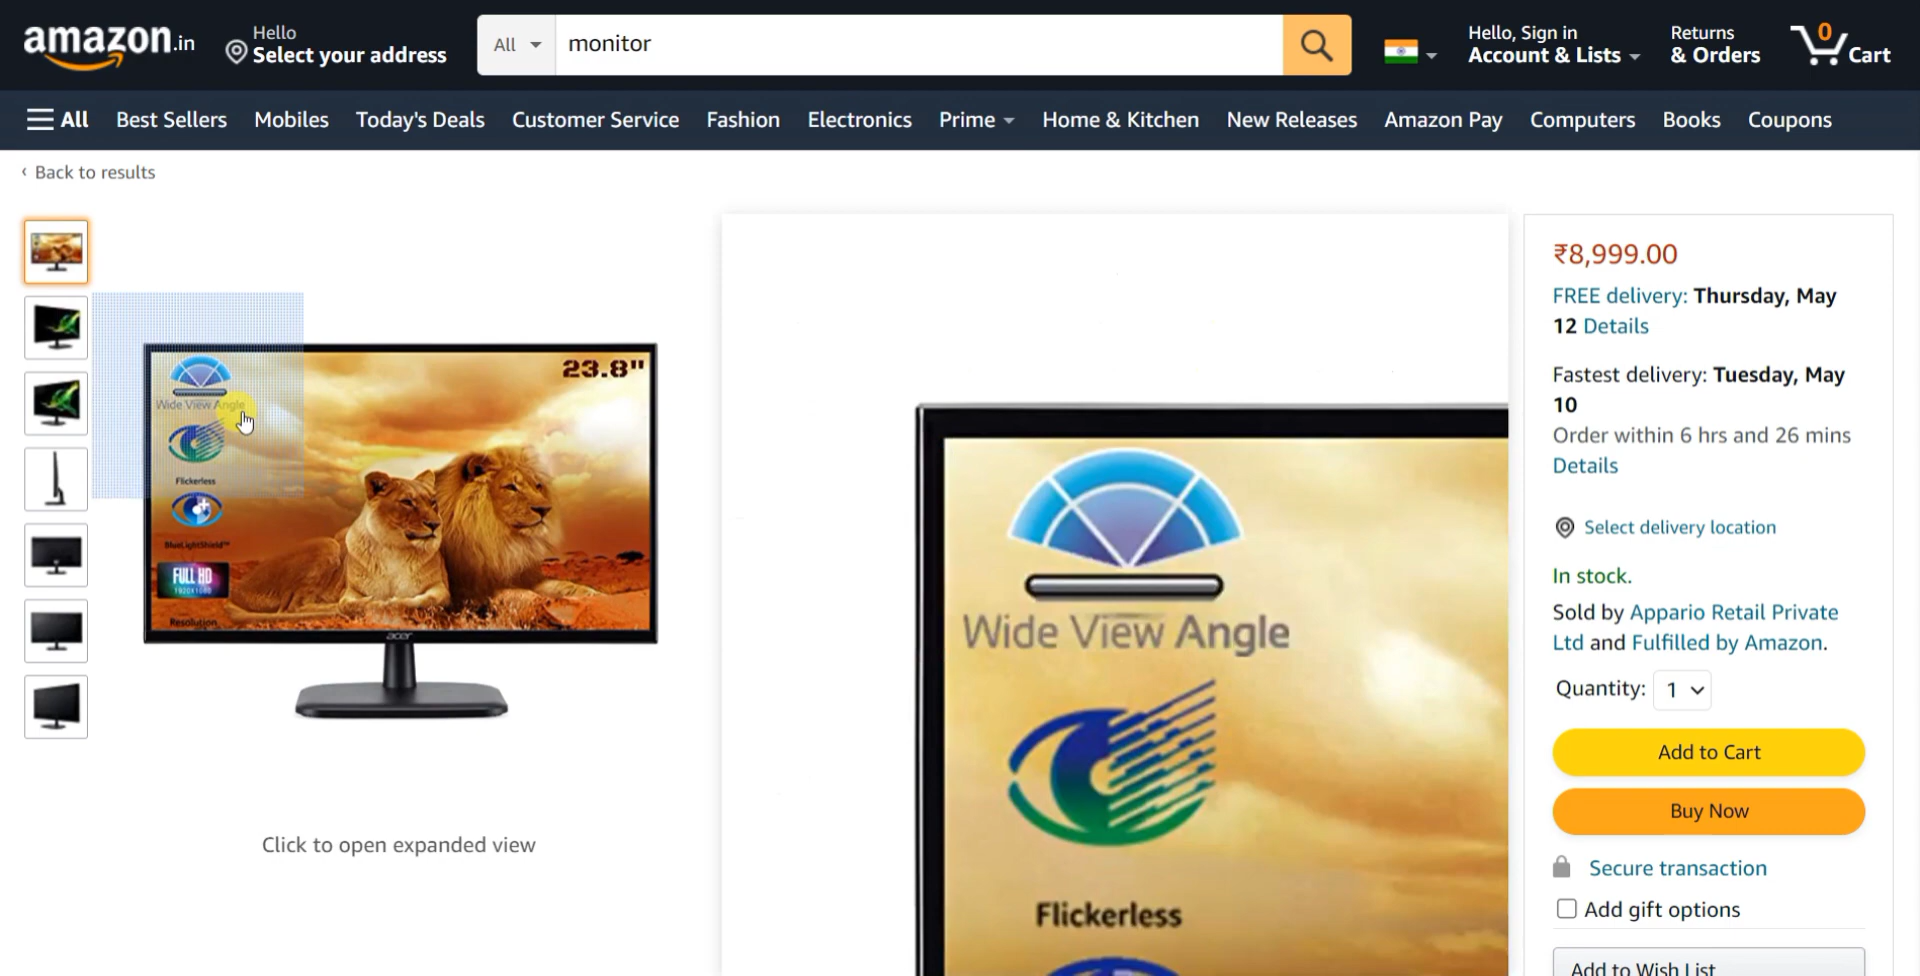 amazon.in
Hello
Select your address
All
monitor
Hello, Sign in
Account & Lists
Returns
& Orders
0
Cart
All
Best Sellers
Mobiles
Today's Deals
Customer Service
Fashion
Electronics
Prime
Home & Kitchen
New Releases
Amazon Pay
Computers
Books
Coupons
‹ Back to results
23.8"
Wide View Angle
Flickerless
BlueLightShield™
FULL HD
1920X1080
Resolution
acer
Click to open expanded view
Wide View Angle
Flickerless
₹8,999.00
FREE delivery: Thursday, May
12 Details
Fastest delivery: Tuesday, May
10
Order within 6 hrs and 26 mins
Details
Select delivery location
In stock.
Sold by Appario Retail Private
Ltd and Fulfilled by Amazon.
Quantity: 1
Add to Cart
Buy Now
Secure transaction
Add gift options
Add to Wish List